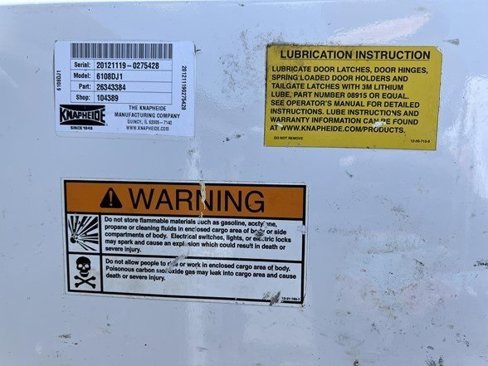 Serial: 20121119-0275428
Model: 6108DJ1
Part: 26343384
Shop: 104389
KNAPHEIDE
SINCE 1848
THE KNAPHEIDE
MANUFACTURING COMPANY
QUINCY, IL 62305 - 7140
WWW.KNAPHEIDE.COM
201211190275428
6108DJ1
LUBRICATION INSTRUCTION
LUBRICATE DOOR LATCHES, DOOR HINGES,
SPRING LOADED DOOR HOLDERS AND
TAILGATE LATCHES WITH 3M LITHIUM
LUBE, PART NUMBER 08915 OR EQUAL.
SEE OPERATOR'S MANUAL FOR DETAILED
INSTRUCTIONS. LUBE INSTRUCTIONS AND
WARRANTY INFORMATION CAN BE FOUND
AT WWW.KNAPHEIDE.COM/PRODUCTS.
DO NOT REMOVE
WARNING
Do not store flammable materials such as gasoline, acetylene,
propane or cleaning fluids in enclosed cargo area of body or side
compartments of body. Electrical switches, lights, or electric locks
may spark and cause an explosion which could result in death or
severe injury.
Do not allow people to ride or work in enclosed cargo area of body.
Poisonous carbon monoxide gas may leak into cargo area and cause
death or severe injury.